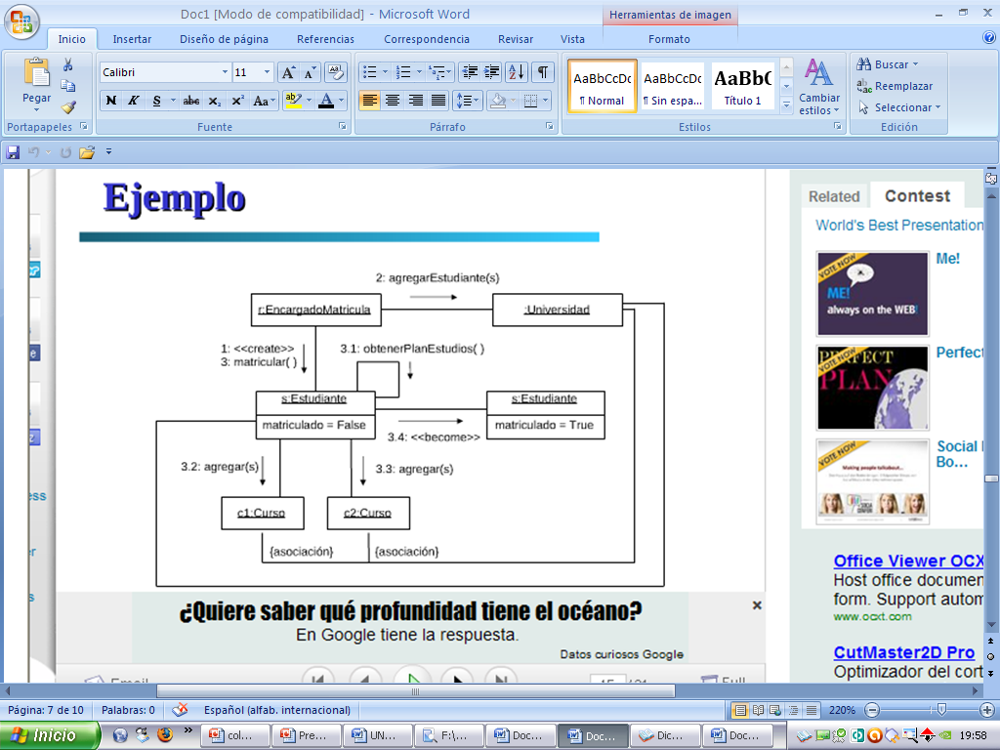 Doc1 [Modo de compatibilidad] - Microsoft Word
Herramientas de imagen
Inicio Insertar Diseño de página Referencias Correspondencia Revisar Vista Formato
Pegar
Calibri 11
N K S abc x₂ x² Aa
AaBbCcDc AaBbCcDc AaBbC
¶ Normal ¶ Sin espa... Título 1
Cambiar
estilos
Buscar
Reemplazar
Seleccionar
Portapapeles Fuente Párrafo Estilos Edición
Ejemplo
2: agregarEstudiante(s)
r:EncargadoMatricula :Universidad
1: <<create>>
3: matricular( )
3.1: obtenerPlanEstudios( )
s:Estudiante s:Estudiante
matriculado = False matriculado = True
3.4: <<become>>
3.2: agregar(s) 3.3: agregar(s)
c1:Curso c2:Curso
{asociación} {asociación}
¿Quiere saber qué profundidad tiene el océano?
En Google tiene la respuesta.
Datos curiosos Google
Related Contest
World's Best Presentation
VOTE NOW
ME!
always on the WEB!
Me!
VOTE NOW
PERFECT
PLAN
Perfect
VOTE NOW
Making people talkabout...
Social
Bo...
Office Viewer OCX
Host office documen
form. Support autom
www.ocxt.com
CutMaster2D Pro
Optimizador del cort
Página: 7 de 10 Palabras: 0 Español (alfab. internacional) 220%
Inicio col... Pre... UN... F:\... Doc... Doc... Dic... Doc... 19:58